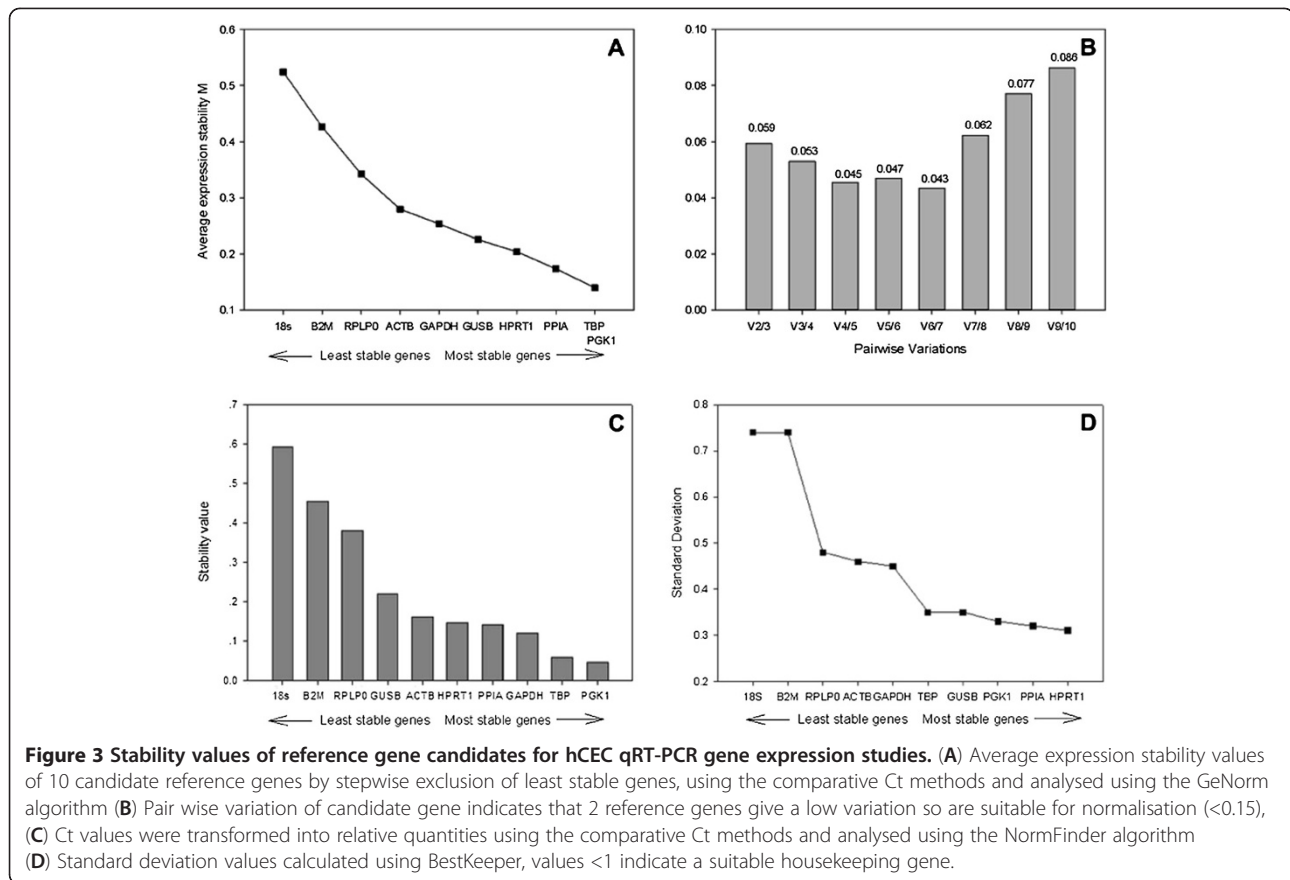 A
Average expression stability M
0.6
0.5
0.4
0.3
0.2
0.1
18s B2M RPLP0 ACTB GAPDH GUSB HPRT1 PPIA TBP
PGK1
Least stable genes Most stable genes
B
0.10
0.08
0.06
0.04
0.02
0.00
0.059
0.053
0.045
0.047
0.043
0.062
0.077
0.086
V2/3 V3/4 V4/5 V5/6 V6/7 V7/8 V8/9 V9/10
Pairwise Variations
C
Stability value
.7
.6
.5
.4
.3
.2
.1
0.0
18s B2M RPLP0 GUSB ACTB HPRT1 PPIA GAPDH TBP PGK1
Least stable genes Most stable genes
D
Standard Deviation
0.8
0.7
0.6
0.5
0.4
0.3
0.2
18S B2M RPLP0 ACTB GAPDH TBP GUSB PGK1 PPIA HPRT1
Least stable genes Most stable genes
Figure 3 Stability values of reference gene candidates for hCEC qRT-PCR gene expression studies. (A) Average expression stability values
of 10 candidate reference genes by stepwise exclusion of least stable genes, using the comparative Ct methods and analysed using the GeNorm
algorithm (B) Pair wise variation of candidate gene indicates that 2 reference genes give a low variation so are suitable for normalisation (<0.15),
(C) Ct values were transformed into relative quantities using the comparative Ct methods and analysed using the NormFinder algorithm
(D) Standard deviation values calculated using BestKeeper, values <1 indicate a suitable housekeeping gene.